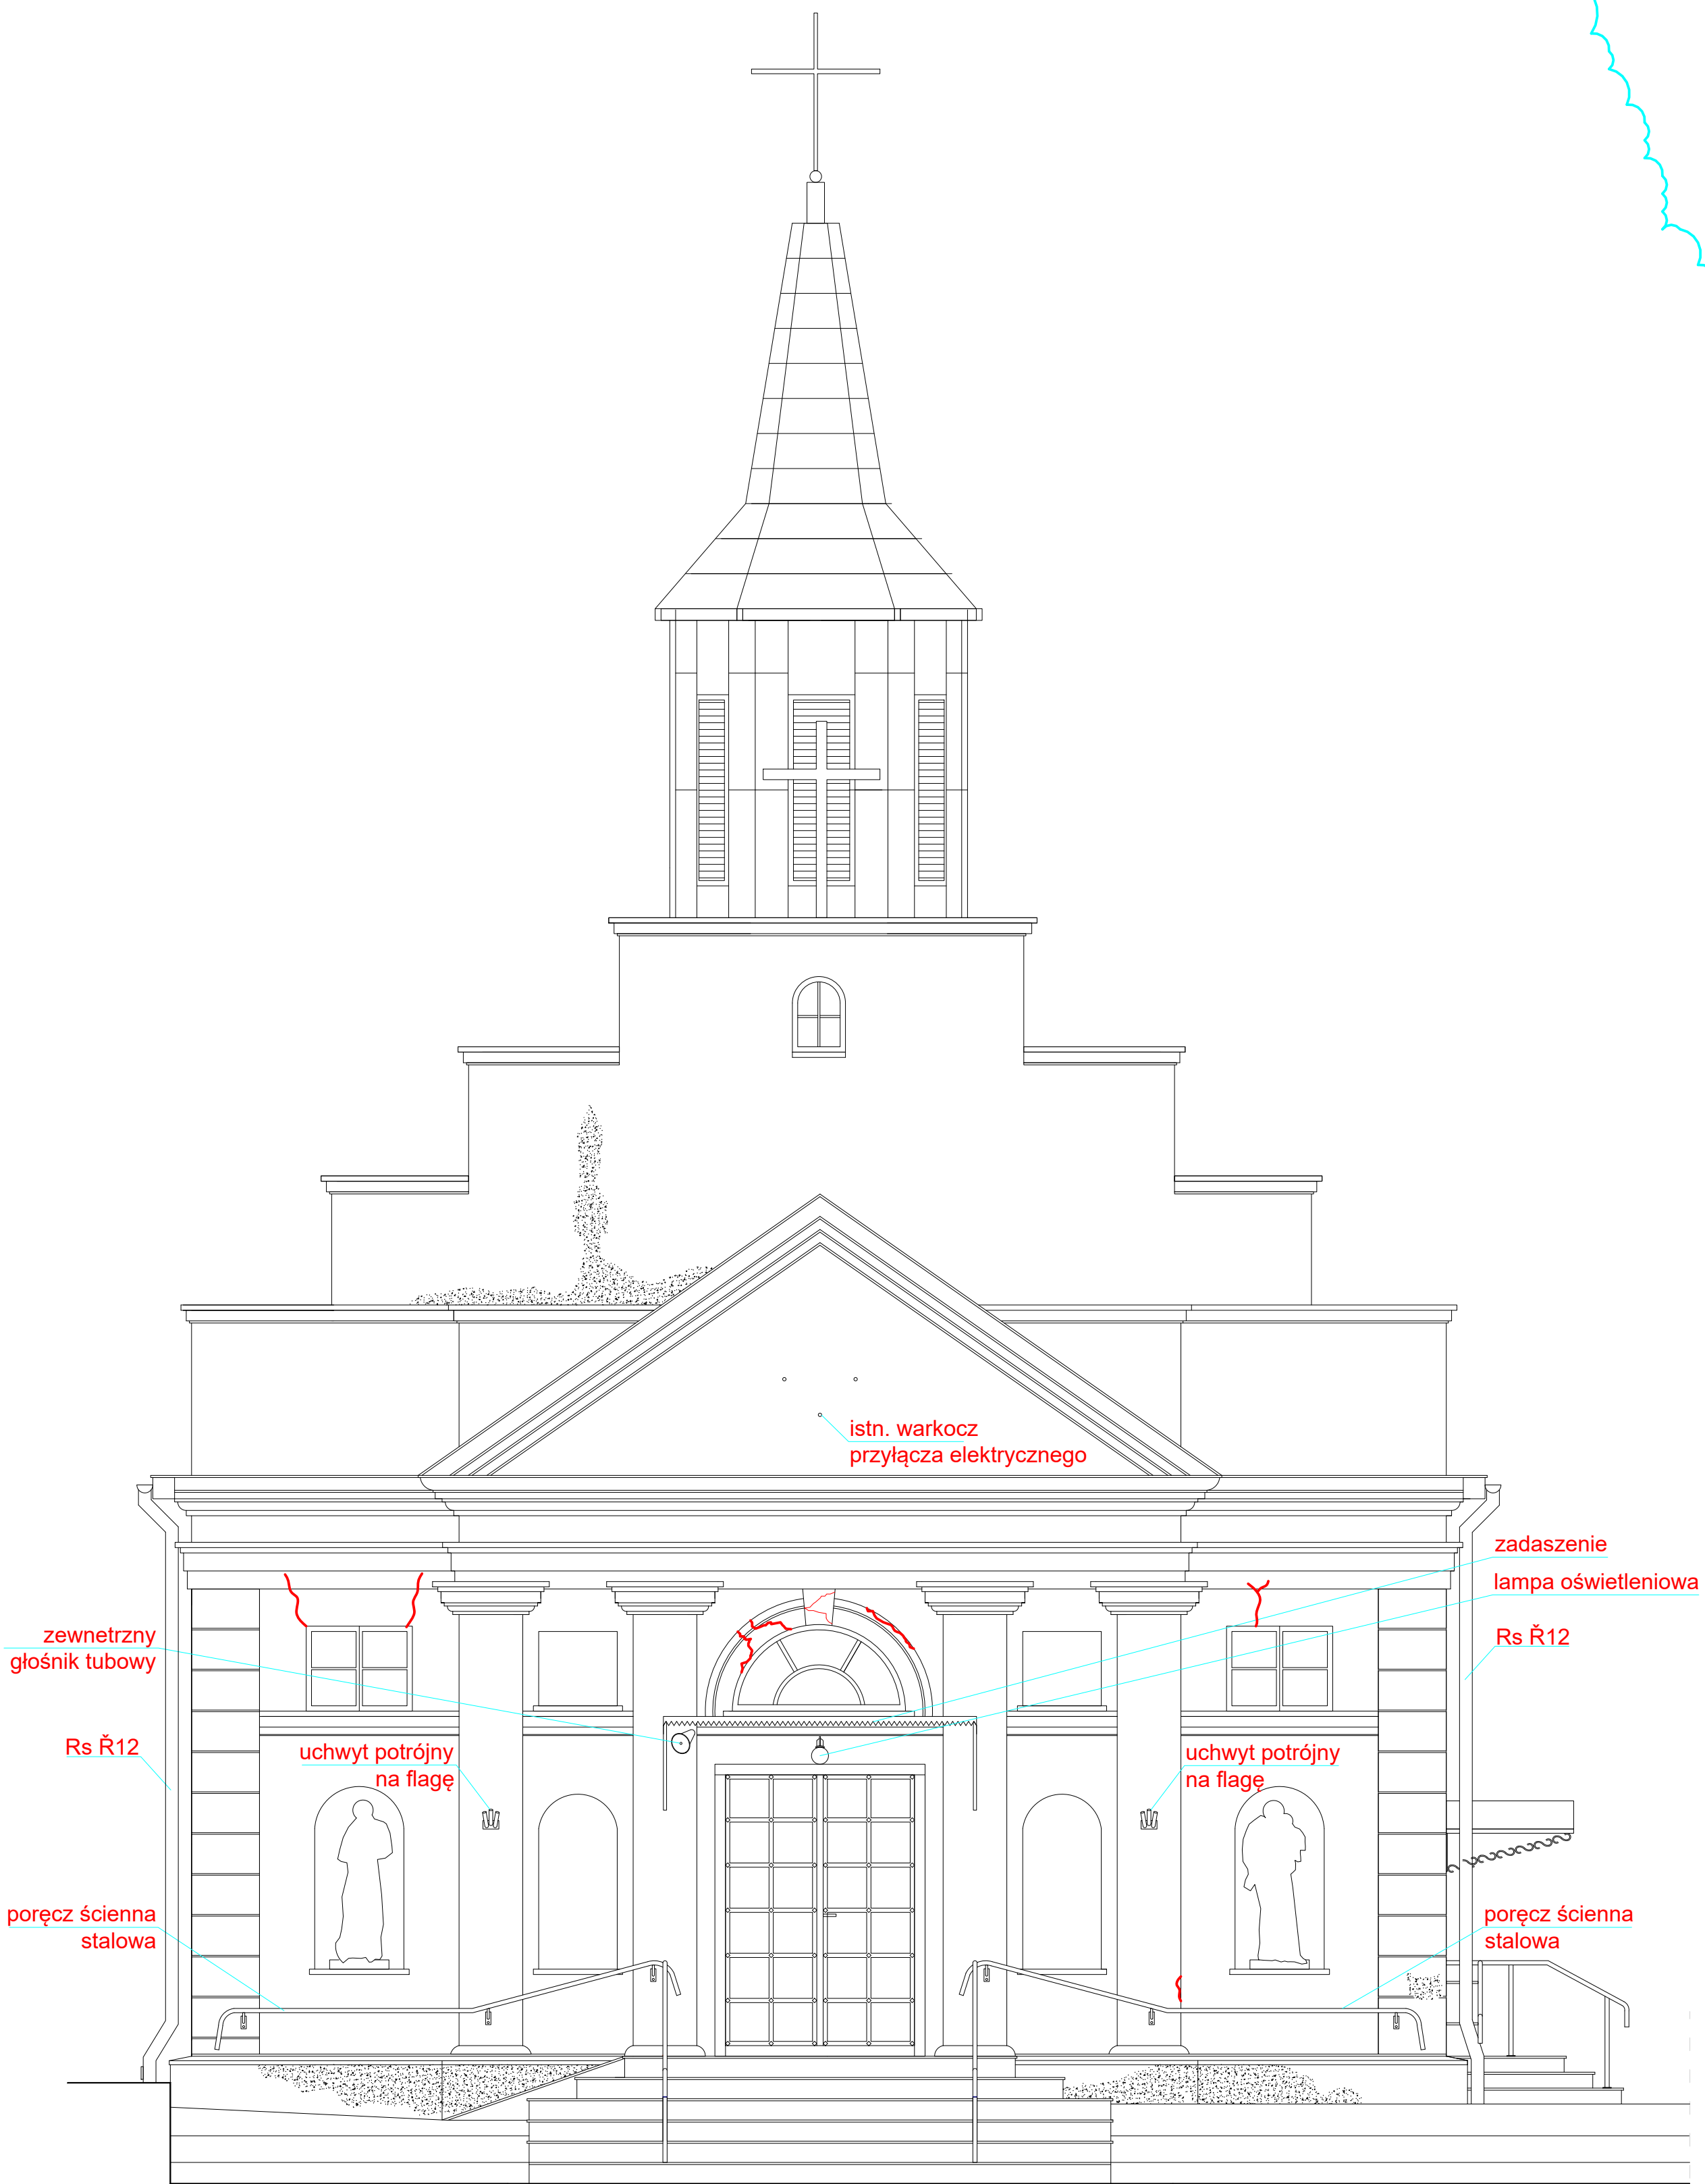 istn. warkocz
przyłącza elektrycznego
zadaszenie
lampa oświetleniowa
zewnetrzny
głośnik tubowy
Rs Ř12
Rs Ř12
uchwyt potrójny
na flagę
uchwyt potrójny
na flagę
poręcz ścienna
stalowa
poręcz ścienna
stalowa